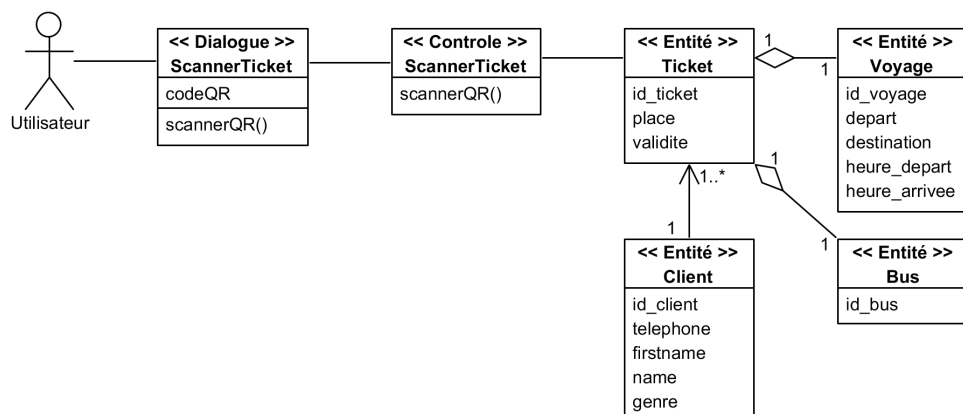 Utilisateur
<< Dialogue >>
ScannerTicket
codeQR
scannerQR()
<< Controle >>
ScannerTicket
scannerQR()
<< Entité >>
Ticket
id_ticket
place
validite
1
1
<< Entité >>
Voyage
id_voyage
depart
destination
heure_depart
heure_arrivee
1..*
1
1
1
<< Entité >>
Client
id_client
telephone
firstname
name
genre
<< Entité >>
Bus
id_bus